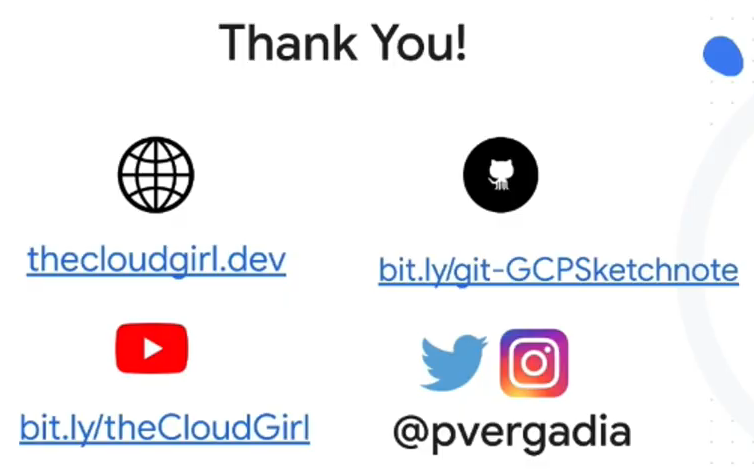 Thank You!
thecloudgirl.dev
bit.ly/git-GCPSketchnote
bit.ly/theCloudGirl
@pvergadia